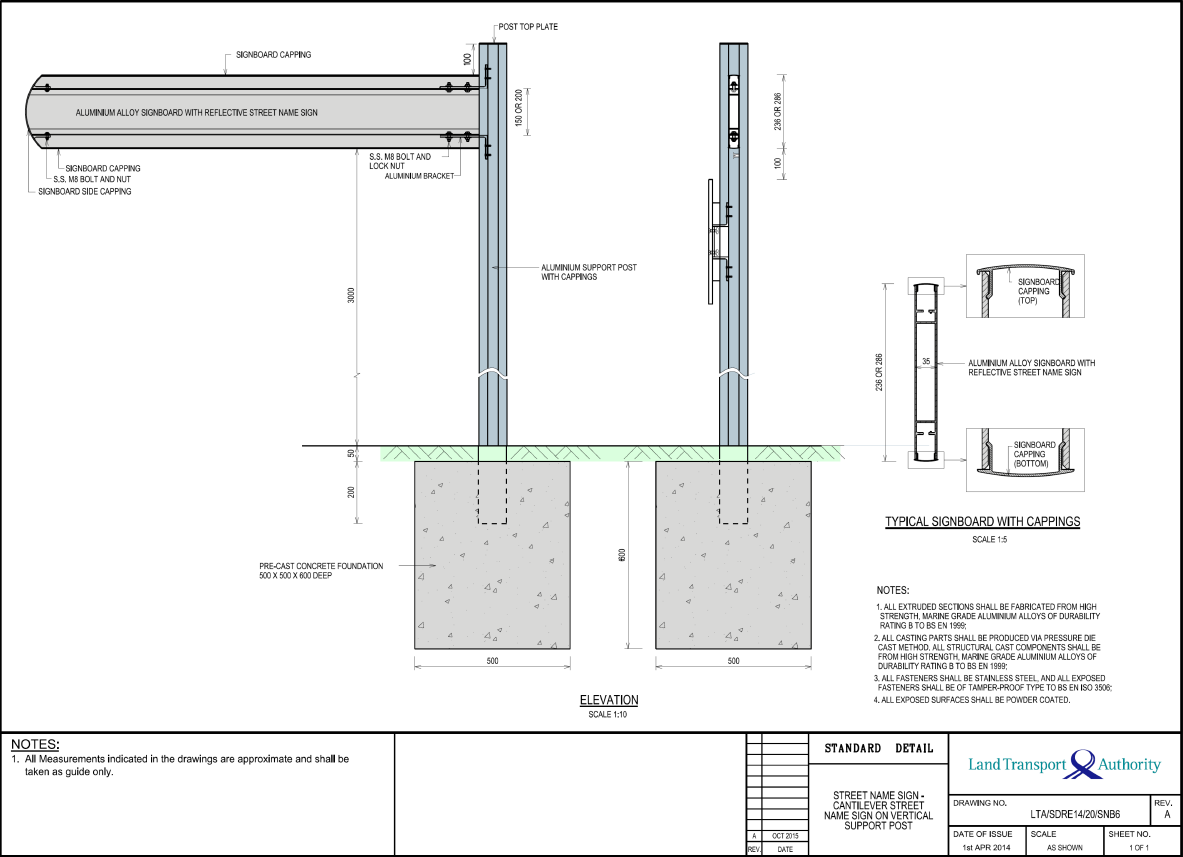 POST TOP PLATE
SIGNBOARD CAPPING
100
ALUMINIUM ALLOY SIGNBOARD WITH REFLECTIVE STREET NAME SIGN
150 OR 200
S.S. M8 BOLT AND
LOCK NUT
ALUMINIUM BRACKET
SIGNBOARD CAPPING
S.S. M8 BOLT AND NUT
SIGNBOARD SIDE CAPPING
236 OR 286
100
ALUMINIUM SUPPORT POST
WITH CAPPINGS
3000
50
200
PRE-CAST CONCRETE FOUNDATION
500 X 500 X 600 DEEP
600
500
500
ELEVATION
SCALE 1:10
SIGNBOARD
CAPPING
(TOP)
236 OR 286
35
ALUMINIUM ALLOY SIGNBOARD WITH
REFLECTIVE STREET NAME SIGN
SIGNBOARD
CAPPING
(BOTTOM)
TYPICAL SIGNBOARD WITH CAPPINGS
SCALE 1:5
NOTES:
1. ALL EXTRUDED SECTIONS SHALL BE FABRICATED FROM HIGH
STRENGTH, MARINE GRADE ALUMINIUM ALLOYS OF DURABILITY
RATING B TO BS EN 1999;
2. ALL CASTING PARTS SHALL BE PRODUCED VIA PRESSURE DIE
CAST METHOD. ALL STRUCTURAL CAST COMPONENTS SHALL BE
FROM HIGH STRENGTH, MARINE GRADE ALUMINIUM ALLOYS OF
DURABILITY RATING B TO BS EN 1999;
3. ALL FASTENERS SHALL BE STAINLESS STEEL, AND ALL EXPOSED
FASTENERS SHALL BE OF TAMPER-PROOF TYPE TO BS EN ISO 3506;
4. ALL EXPOSED SURFACES SHALL BE POWDER COATED.
NOTES:
1. All Measurements indicated in the drawings are approximate and shall be
taken as guide only.
A OCT 2015
REV. DATE
STANDARD DETAIL
STREET NAME SIGN -
CANTILEVER STREET
NAME SIGN ON VERTICAL
SUPPORT POST
Land Transport Authority
DRAWING NO.
LTA/SDRE14/20/SNB6
REV.
A
DATE OF ISSUE
1st APR 2014
SCALE
AS SHOWN
SHEET NO.
1 OF 1